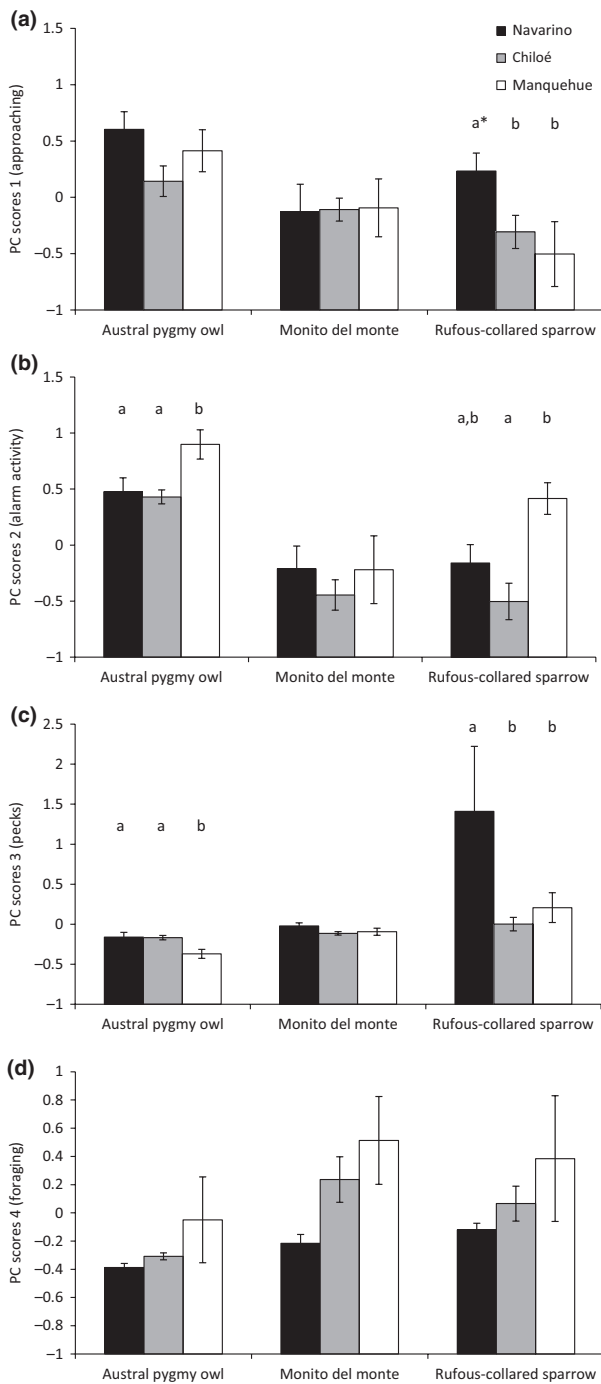 (a)
1.5
1
0.5
0
–0.5
–1
PC scores 1 (approaching)
Navarino
Chiloé
Manquehue
a* b b
Austral pygmy owl Monito del monte Rufous-collared sparrow
(b)
1.5
1
0.5
0
–0.5
–1
PC scores 2 (alarm activity)
a a b
a,b a b
Austral pygmy owl Monito del monte Rufous-collared sparrow
(c)
2.5
2
1.5
1
0.5
0
–0.5
–1
PC scores 3 (pecks)
a a b
a b b
Austral pygmy owl Monito del monte Rufous-collared sparrow
(d)
1
0.8
0.6
0.4
0.2
0
–0.2
–0.4
–0.6
–0.8
–1
PC scores 4 (foraging)
Austral pygmy owl Monito del monte Rufous-collared sparrow